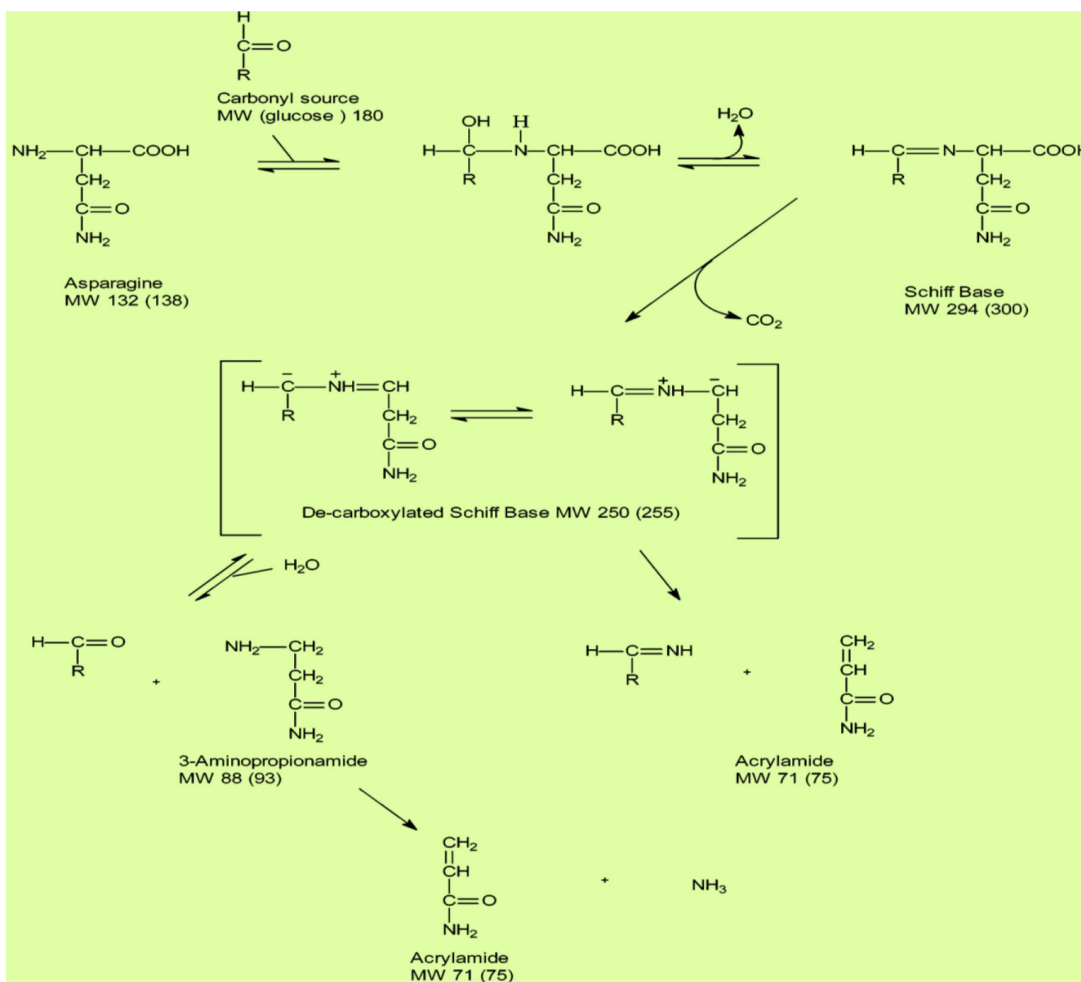 H
C=O
R
Carbonyl source
MW (glucose ) 180
NH2—CH—COOH
CH2
C=O
NH2
Asparagine
MW 132 (138)
OH H
H—C—N—CH—COOH
R CH2
C=O
NH2
H2O
H—C=N—CH—COOH
R CH2
C=O
NH2
Schiff Base
MW 294 (300)
CO2
− +
H—C—NH=CH
R CH2
C=O
NH2
+ −
H—C=NH—CH
R CH2
C=O
NH2
De-carboxylated Schiff Base MW 250 (255)
H2O
H—C=O
R
+
NH2—CH2
CH2
C=O
NH2
3-Aminopropionamide
MW 88 (93)
H—C=NH
R
+
CH2
CH
C=O
NH2
Acrylamide
MW 71 (75)
CH2
CH
C=O
NH2
+
NH3
Acrylamide
MW 71 (75)